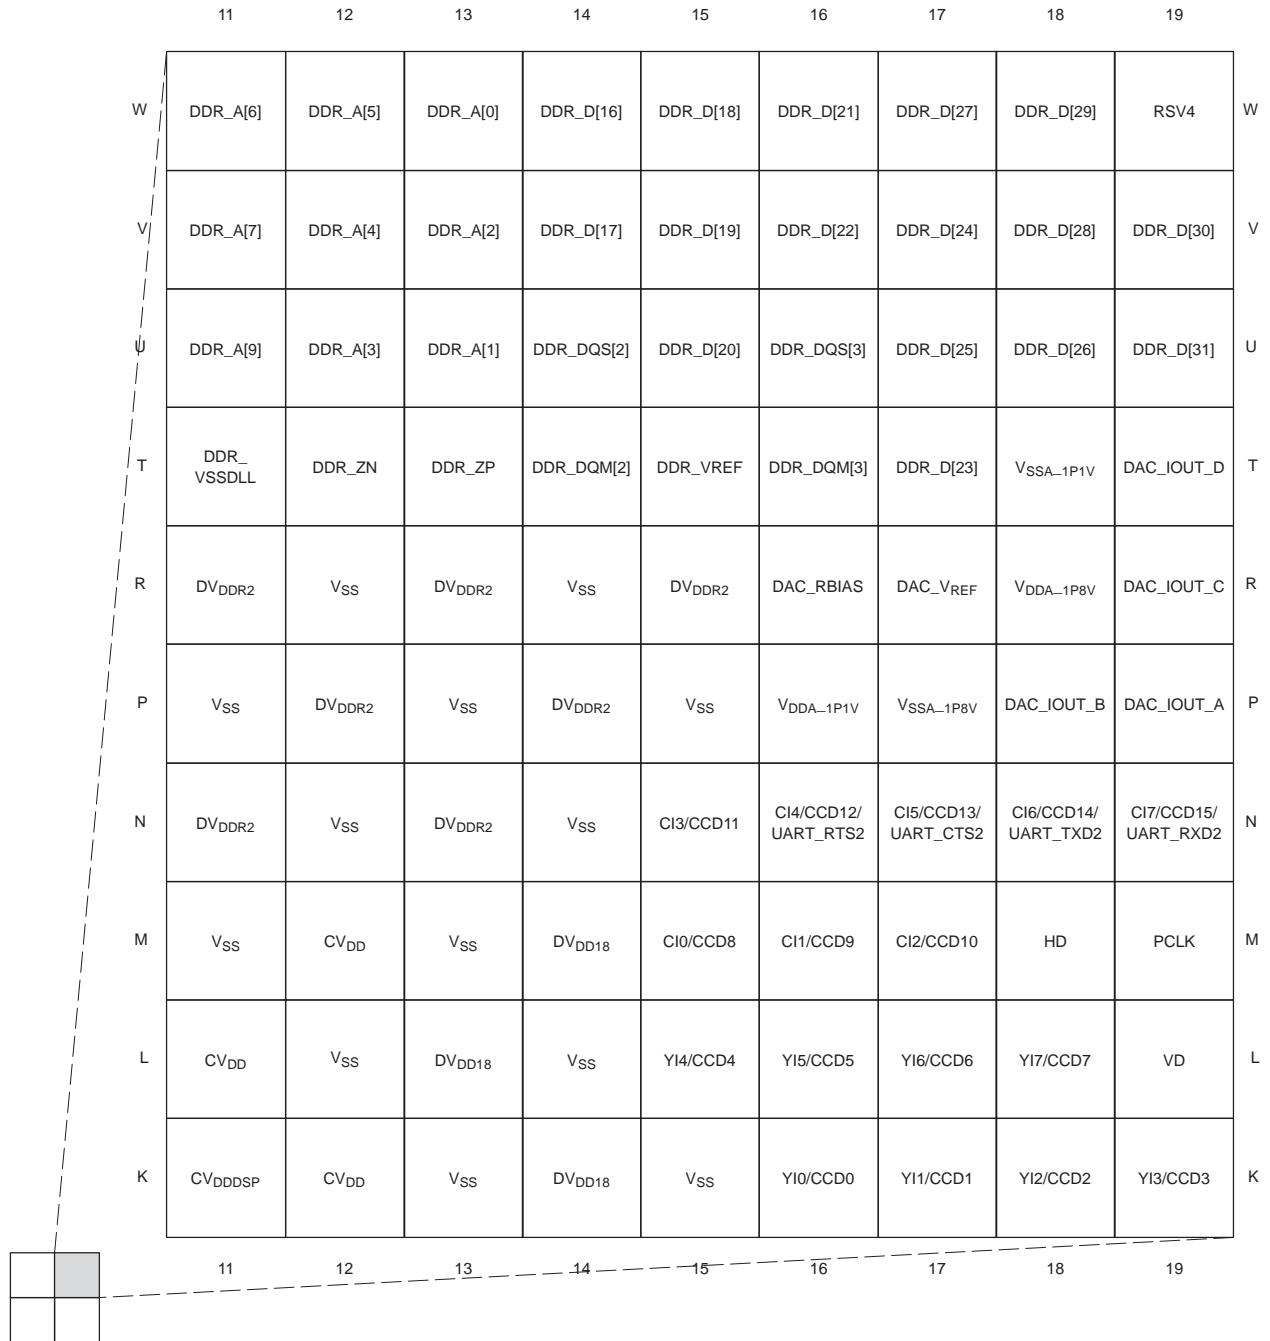 11 12 13 14 15 16 17 18 19
W DDR_A[6] DDR_A[5] DDR_A[0] DDR_D[16] DDR_D[18] DDR_D[21] DDR_D[27] DDR_D[29] RSV4 W
V DDR_A[7] DDR_A[4] DDR_A[2] DDR_D[17] DDR_D[19] DDR_D[22] DDR_D[24] DDR_D[28] DDR_D[30] V
U DDR_A[9] DDR_A[3] DDR_A[1] DDR_DQS[2] DDR_D[20] DDR_DQS[3] DDR_D[25] DDR_D[26] DDR_D[31] U
T DDR_VSSDLL DDR_ZN DDR_ZP DDR_DQM[2] DDR_VREF DDR_DQM[3] DDR_D[23] VSSA_1P1V DAC_IOUT_D T
R DVDDR2 VSS DVDDR2 VSS DVDDR2 DAC_RBIAS DAC_VREF VDDA_1P8V DAC_IOUT_C R
P VSS DVDDR2 VSS DVDDR2 VSS VDDA_1P1V VSSA_1P8V DAC_IOUT_B DAC_IOUT_A P
N DVDDR2 VSS DVDDR2 VSS CI3/CCD11 CI4/CCD12/UART_RTS2 CI5/CCD13/UART_CTS2 CI6/CCD14/UART_TXD2 CI7/CCD15/UART_RXD2 N
M VSS CVDD VSS DVDD18 CI0/CCD8 CI1/CCD9 CI2/CCD10 HD PCLK M
L CVDD VSS DVDD18 VSS YI4/CCD4 YI5/CCD5 YI6/CCD6 YI7/CCD7 VD L
K CVDDDSP CVDD VSS DVDD18 VSS YI0/CCD0 YI1/CCD1 YI2/CCD2 YI3/CCD3 K
11 12 13 14 15 16 17 18 19